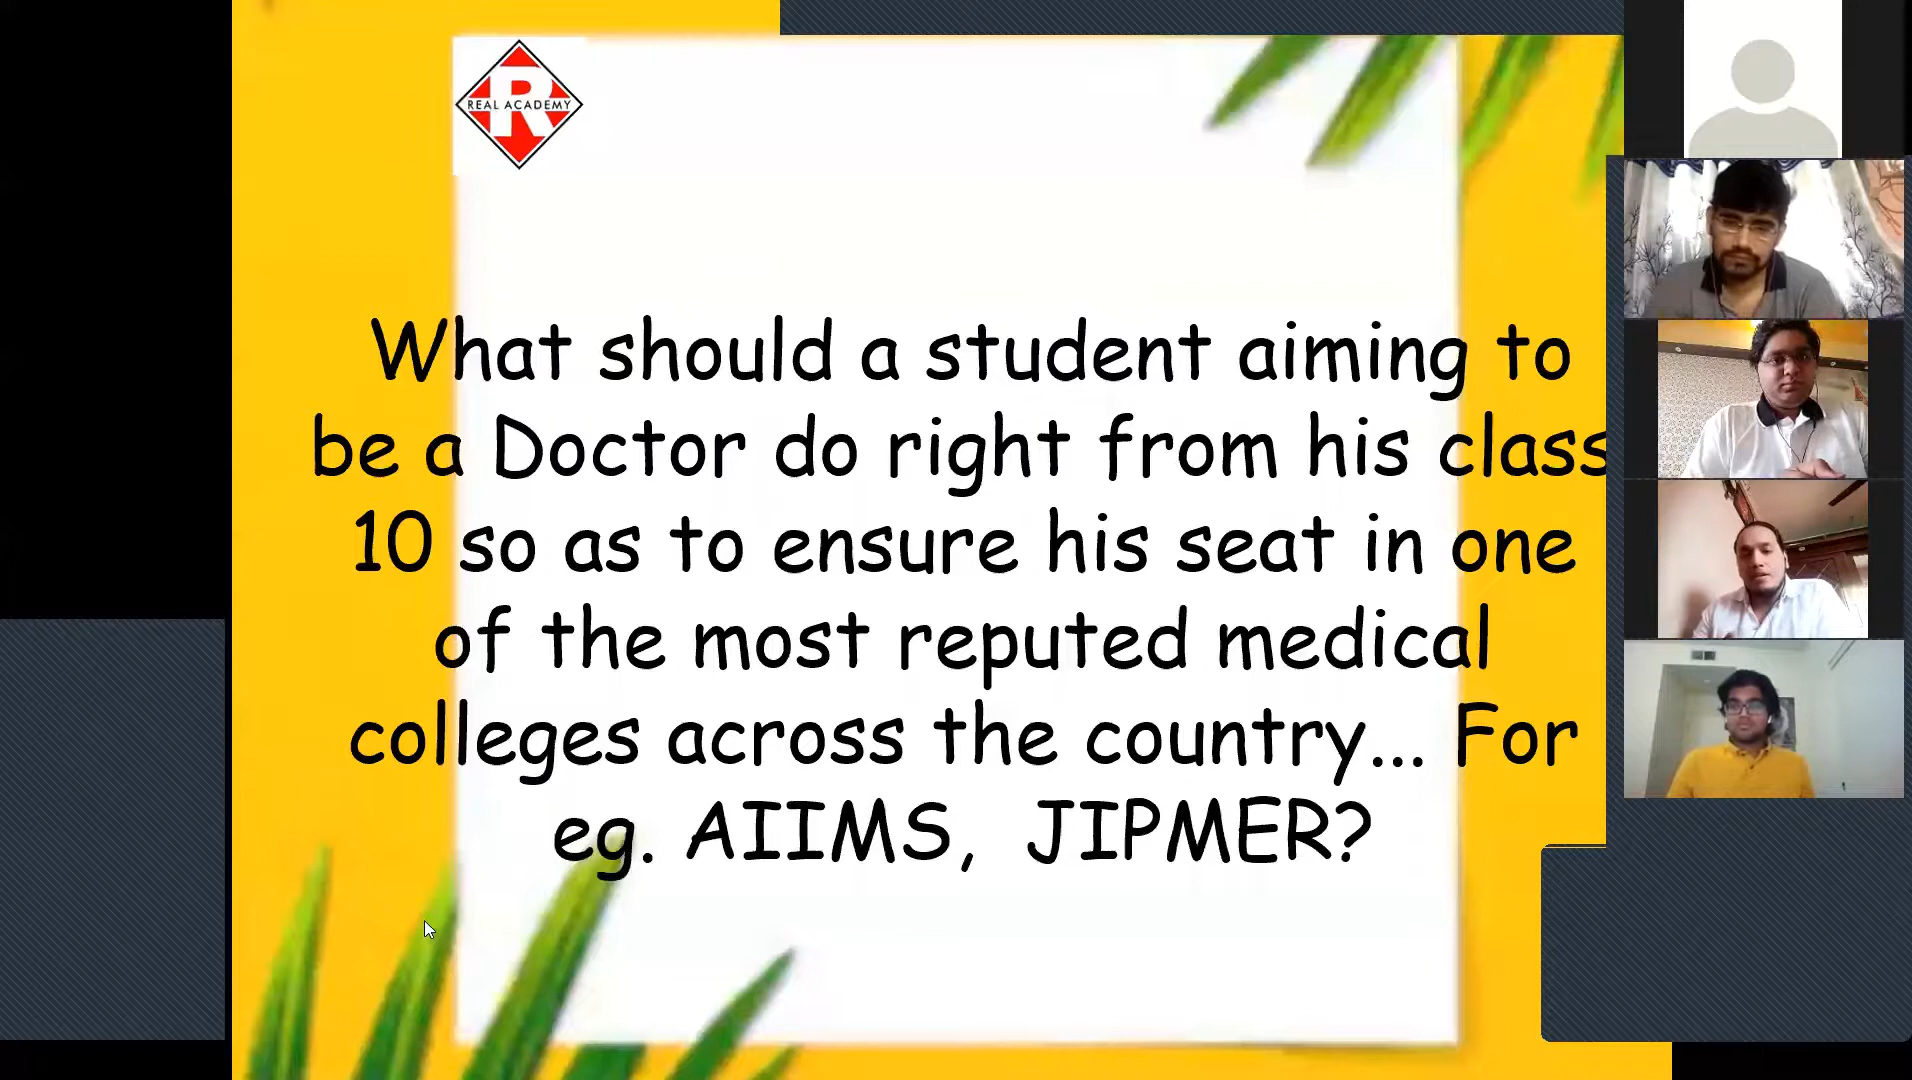 REAL ACADEMY
What should a student aiming to
be a Doctor do right from his class
10 so as to ensure his seat in one
of the most reputed medical
colleges across the country... For
eg. AIIMS, JIPMER?